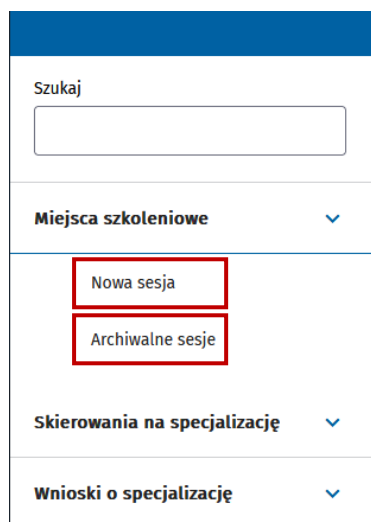 Szukaj
Miejsca szkoleniowe
Nowa sesja
Archiwalne sesje
Skierowania na specjalizację
Wnioski o specjalizację